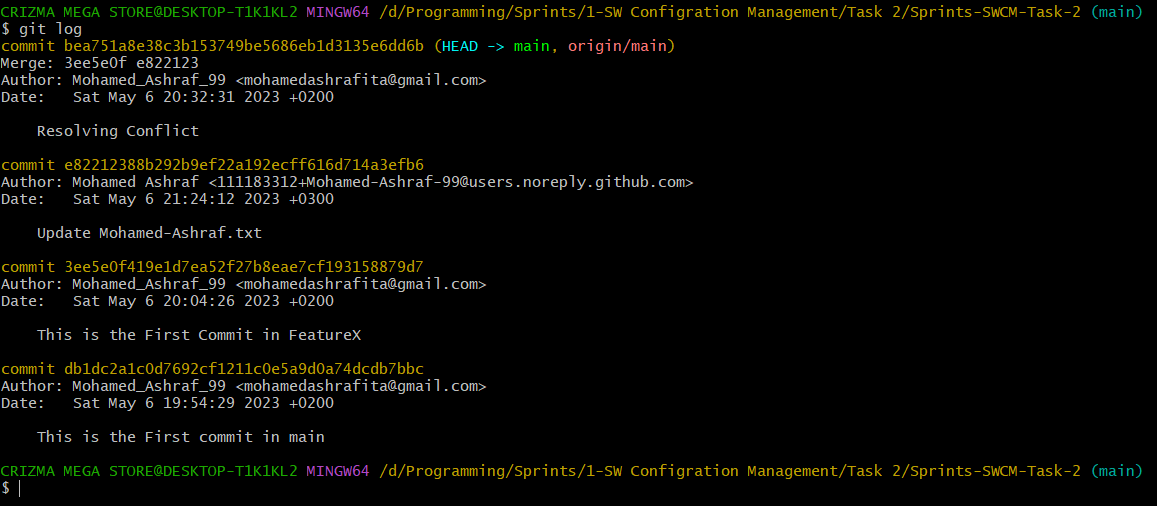 CRIZMA MEGA STORE@DESKTOP-T1K1KL2 MINGW64 /d/Programming/Sprints/1-SW Configration Management/Task 2/Sprints-SWCM-Task-2 (main)
$ git log
commit bea751a8e38c3b153749be5686eb1d3135e6dd6b (HEAD -> main, origin/main)
Merge: 3ee5e0f e822123
Author: Mohamed_Ashraf_99 <mohamedashrafita@gmail.com>
Date:   Sat May 6 20:32:31 2023 +0200

    Resolving Conflict

commit e82212388b292b9ef22a192ecff616d714a3efb6
Author: Mohamed Ashraf <111183312+Mohamed-Ashraf-99@users.noreply.github.com>
Date:   Sat May 6 21:24:12 2023 +0300

    Update Mohamed-Ashraf.txt

commit 3ee5e0f419e1d7ea52f27b8eae7cf193158879d7
Author: Mohamed_Ashraf_99 <mohamedashrafita@gmail.com>
Date:   Sat May 6 20:04:26 2023 +0200

    This is the First Commit in FeatureX

commit db1dc2a1c0d7692cf1211c0e5a9d0a74dcdb7bbc
Author: Mohamed_Ashraf_99 <mohamedashrafita@gmail.com>
Date:   Sat May 6 19:54:29 2023 +0200

    This is the First commit in main

CRIZMA MEGA STORE@DESKTOP-T1K1KL2 MINGW64 /d/Programming/Sprints/1-SW Configration Management/Task 2/Sprints-SWCM-Task-2 (main)
$